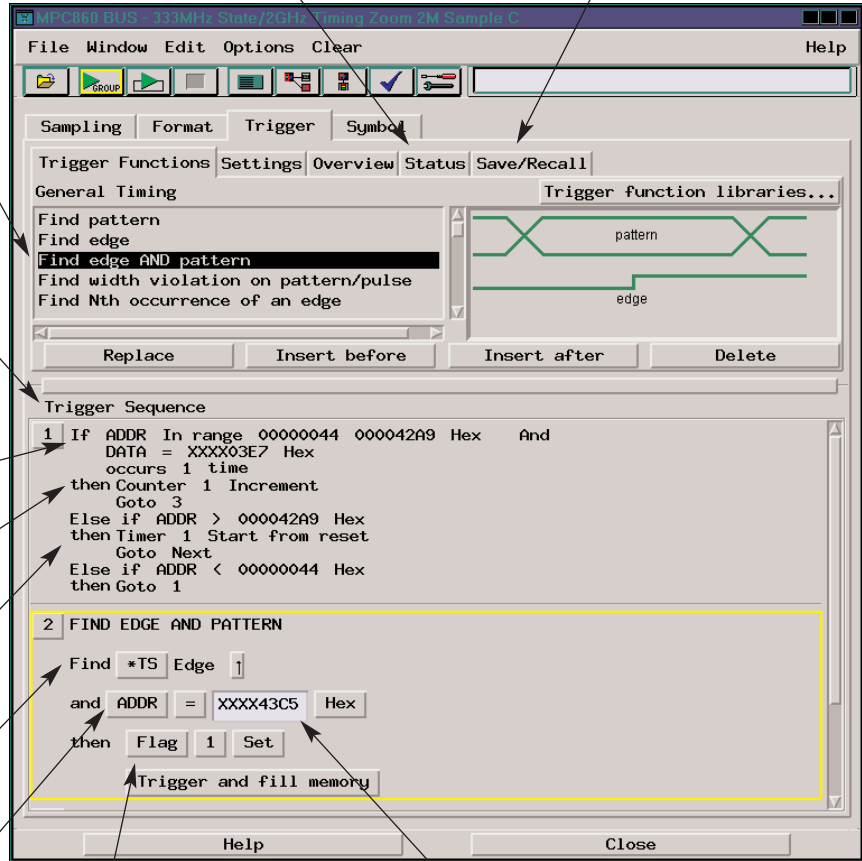 MPC860 BUS - 333MHz State/2GHz Timing Zoom 2M Sample C
File Window Edit Options Clear Help
GROUP
Sampling Format Trigger Symbol
Trigger Functions Settings Overview Status Save/Recall
General Timing Trigger function libraries...
Find pattern
Find edge
Find edge AND pattern
Find width violation on pattern/pulse
Find Nth occurrence of an edge
pattern
edge
Replace Insert before Insert after Delete
Trigger Sequence
1 If ADDR In range 00000044 000042A9 Hex And
DATA = XXXX03E7 Hex
occurs 1 time
then Counter 1 Increment
Goto 3
Else if ADDR > 000042A9 Hex
then Timer 1 Start from reset
Goto Next
Else if ADDR < 00000044 Hex
then Goto 1
2 FIND EDGE AND PATTERN
Find *TS Edge ↑
and ADDR = XXXX43C5 Hex
then Flag 1 Set
Trigger and fill memory
Help Close